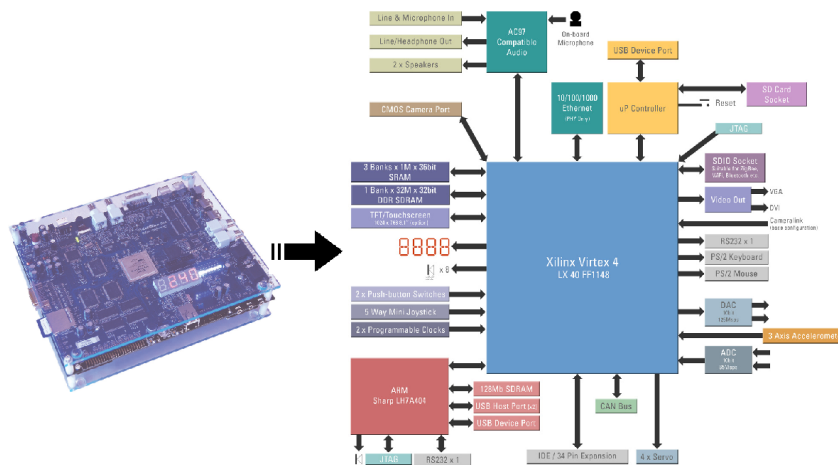 Line & Microphone In
Line/Headphone Out
2 x Speakers
AC97
Compatible
Audio
On-board
Microphone
USB Device Port
CMOS Camera Port
10/100/1000
Ethernet
(PHY Only)
uP Controller
Reset
SD Card
Socket
JTAG
3 Banks x 1M x 36bit
SRAM
1 Bank x 32M x 32bit
DDR SDRAM
TFT/Touchscreen
8888
x 8
2 x Push-button Switches
5 Way Mini Joystick
2 x Programmable Clocks
Xilinx Virtex 4
LX 40 FF1148
SDIO Socket
Video Out
VGA
DVI
Cameralink
RS232 x 1
PS/2 Keyboard
PS/2 Mouse
DAC
3 Axis Acceleromet
ADC
ARM
Sharp LH7A404
128Mb SDRAM
USB Host Port (x2)
USB Device Port
JTAG
RS232 x 1
CAN Bus
IDE / 34 Pin Expansion
4 x Servo